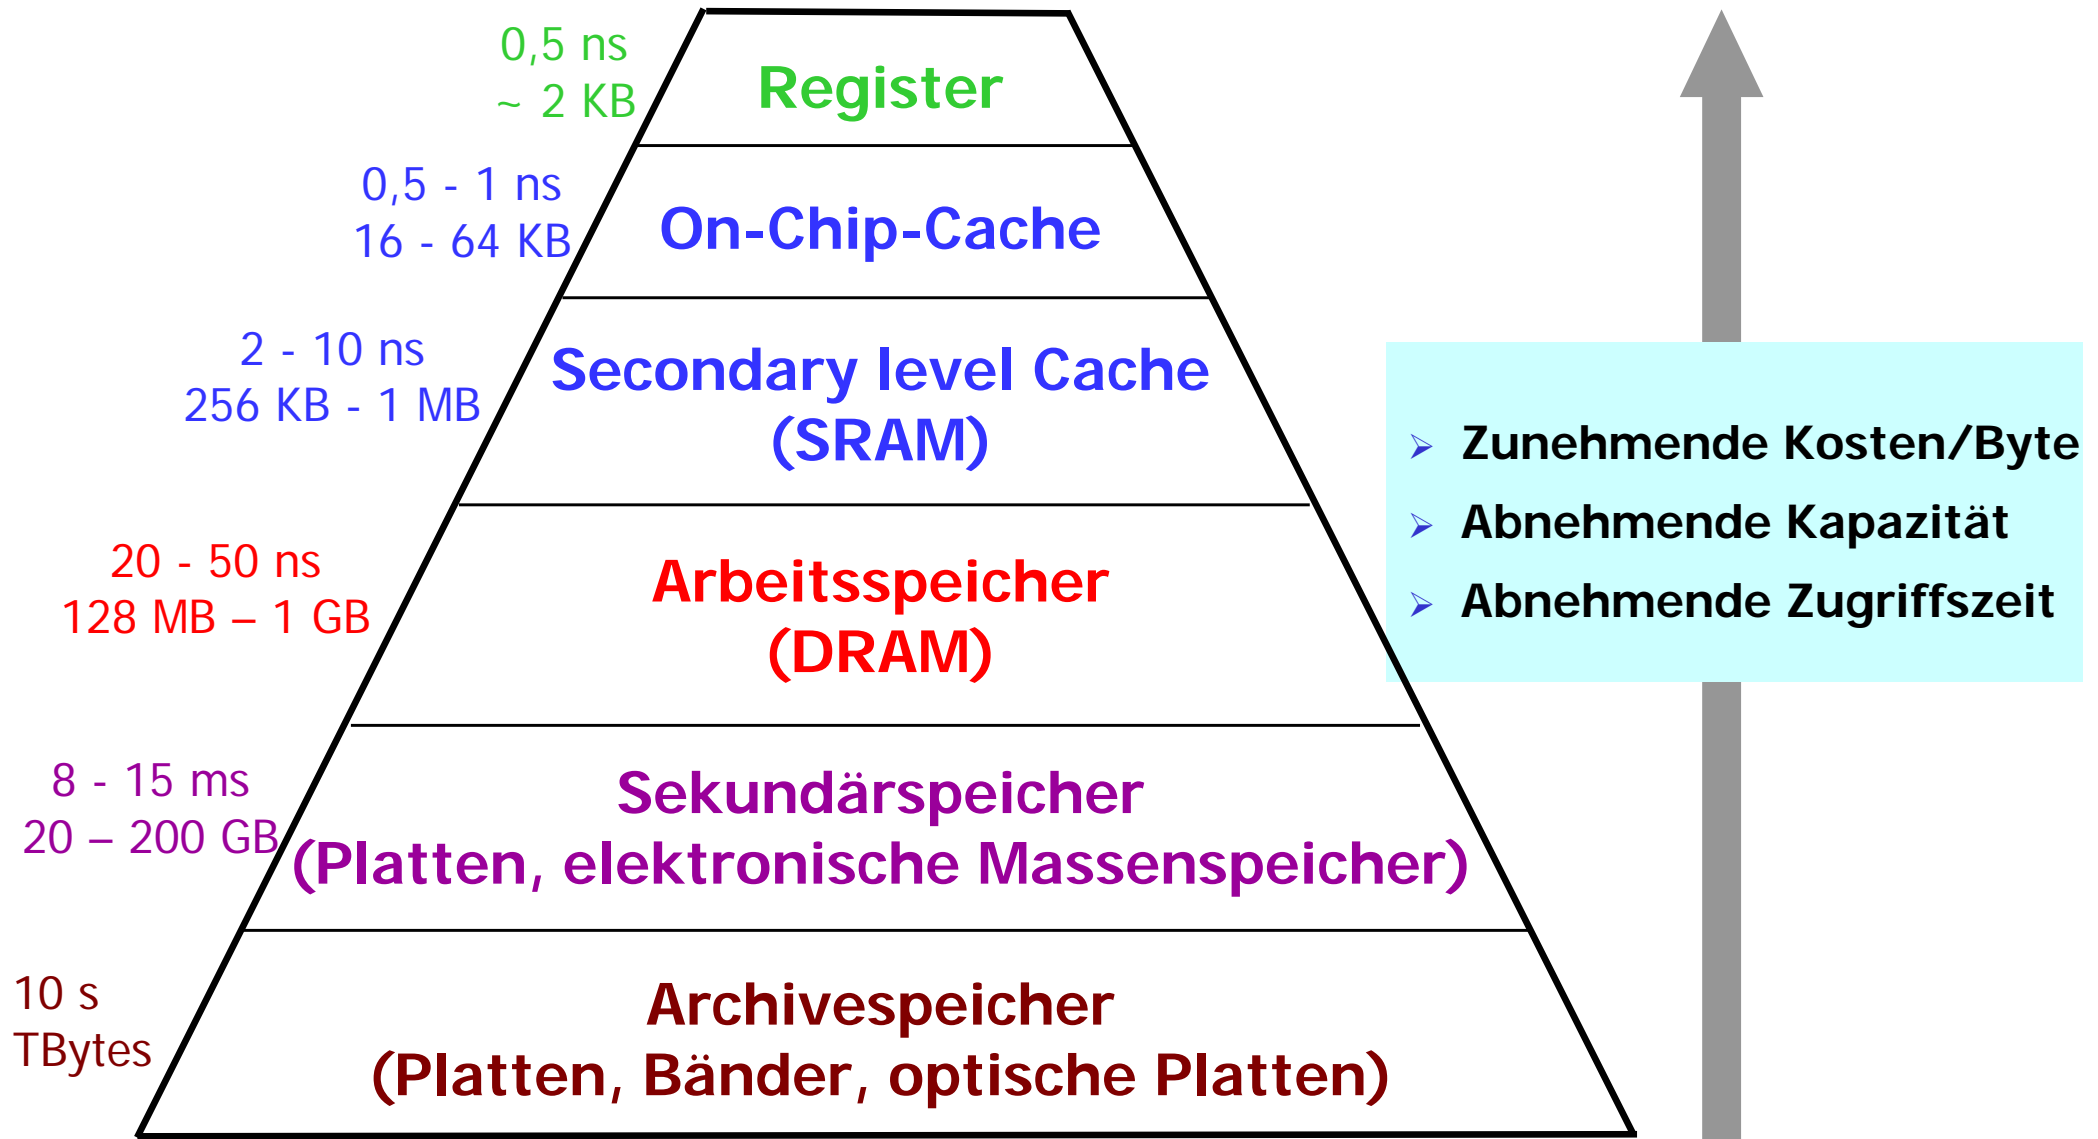 0,5 ns
~ 2 KB
Register
0,5 - 1 ns
16 - 64 KB
On-Chip-Cache
2 - 10 ns
256 KB - 1 MB
Secondary level Cache
(SRAM)
20 - 50 ns
128 MB – 1 GB
Arbeitsspeicher
(DRAM)
8 - 15 ms
20 – 200 GB
Sekundärspeicher
(Platten, elektronische Massenspeicher)
10 s
TBytes
Archivespeicher
(Platten, Bänder, optische Platten)
➢ Zunehmende Kosten/Byte
➢ Abnehmende Kapazität
➢ Abnehmende Zugriffszeit